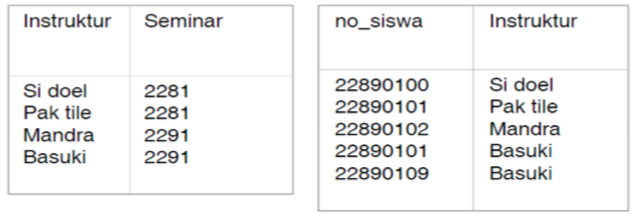 Instruktur Seminar
Si doel 2281
Pak tile 2281
Mandra 2291
Basuki 2291
no_siswa Instruktur
22890100 Si doel
22890101 Pak tile
22890102 Mandra
22890101 Basuki
22890109 Basuki